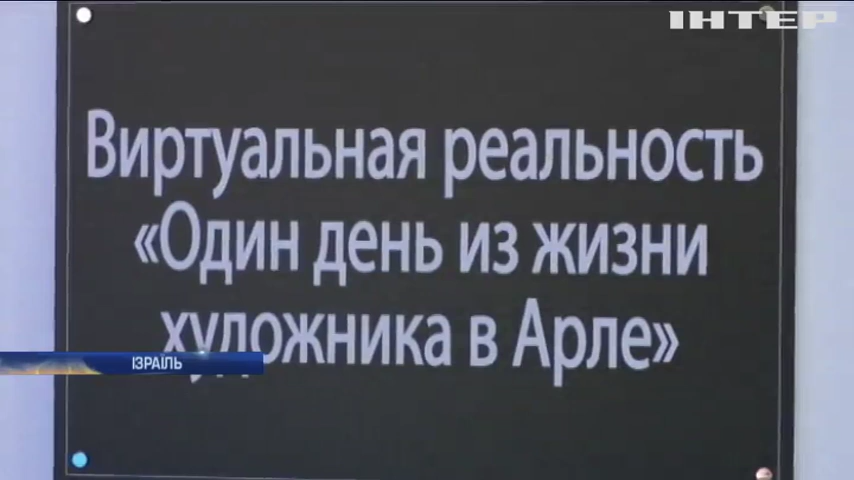 ІНТЕР
Виртуальная реальность
«Один день из жизни
художника в Арле»
ІЗРАЇЛЬ